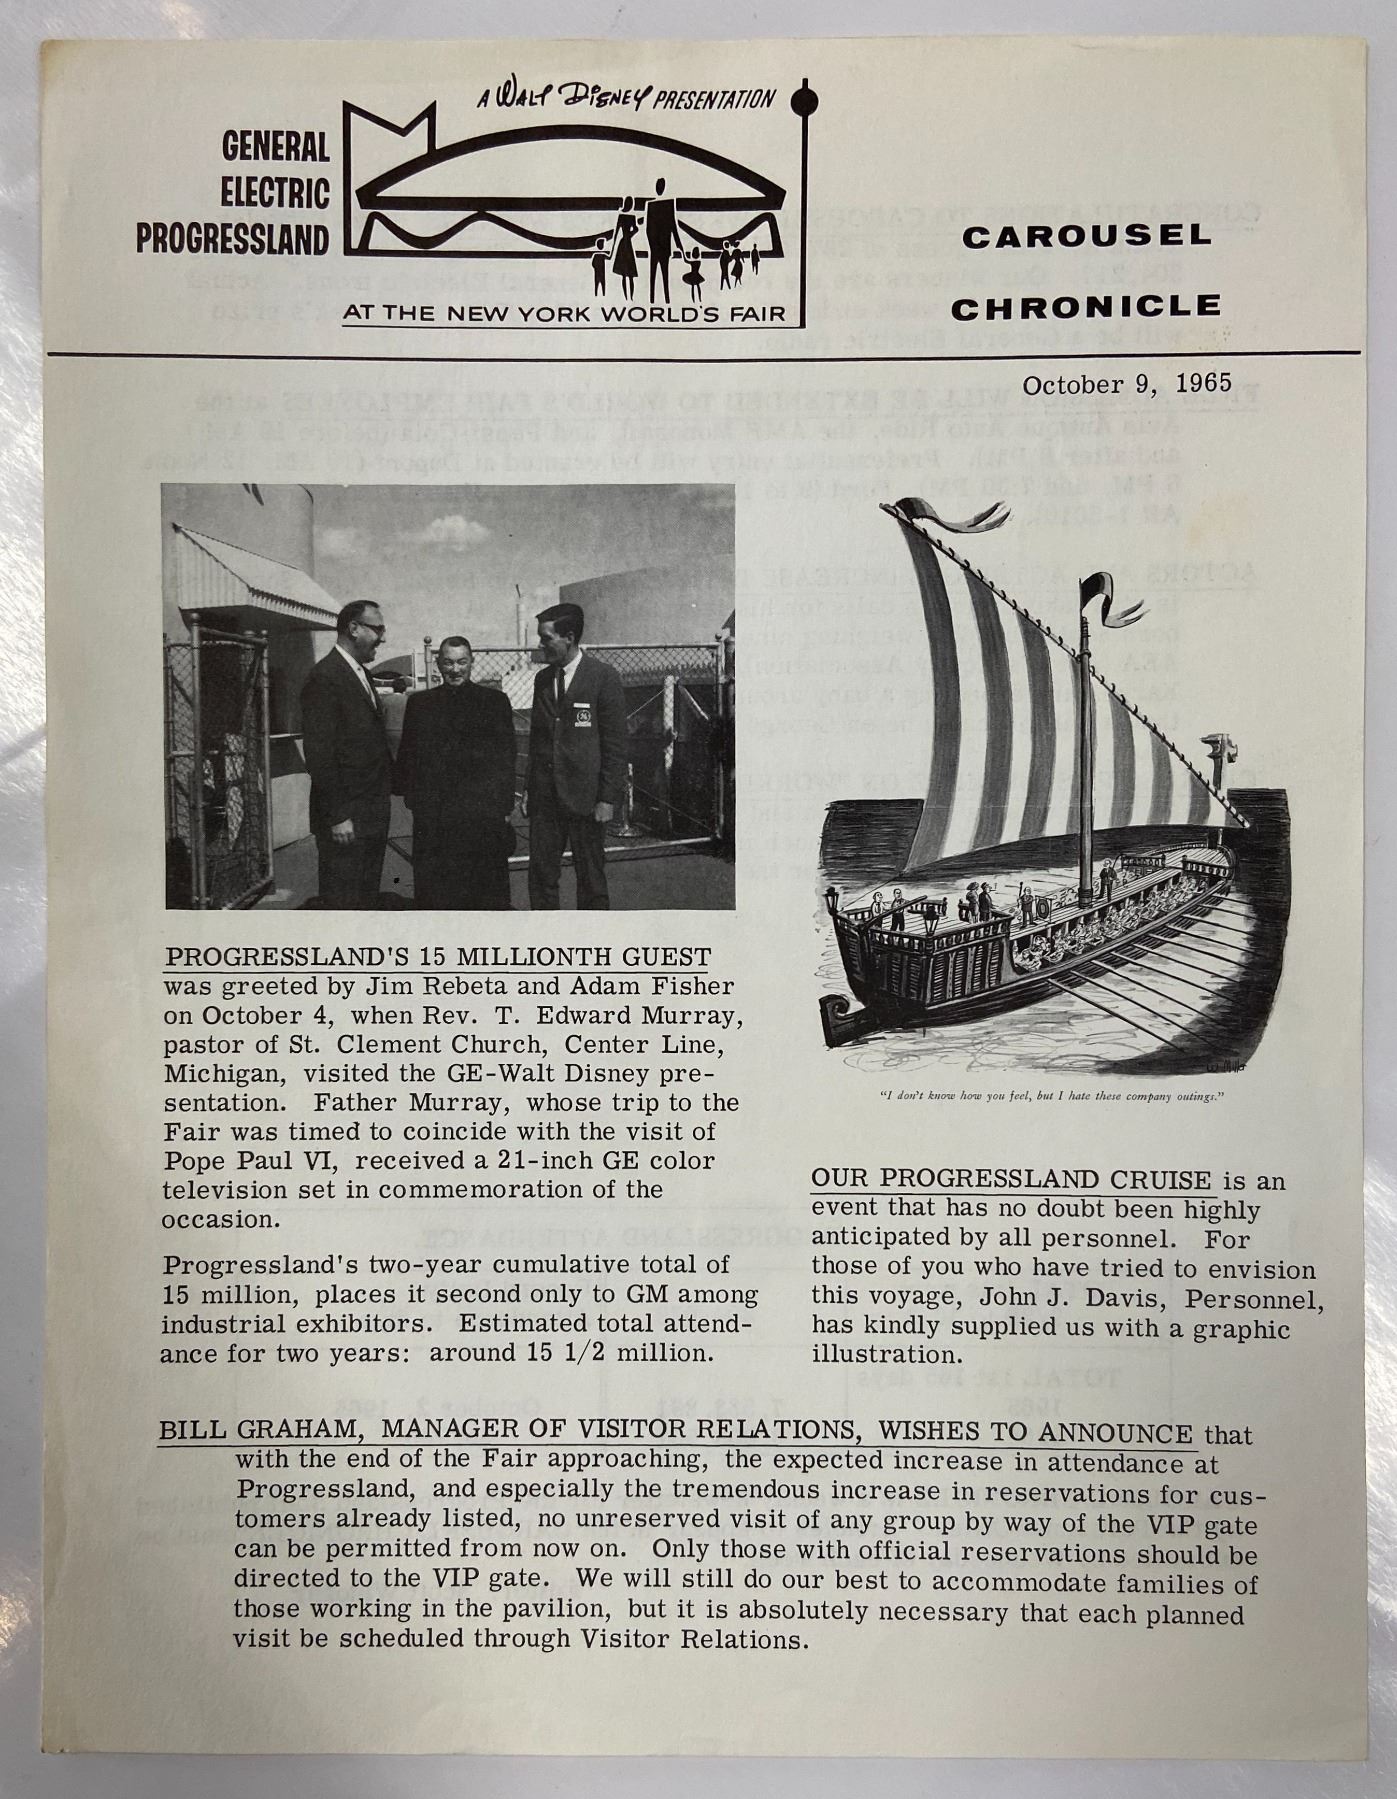 A Walt Disney PRESENTATION
GENERAL
ELECTRIC
PROGRESSLAND
AT THE NEW YORK WORLD'S FAIR
CAROUSEL
CHRONICLE
October 9, 1965
PROGRESSLAND'S 15 MILLIONTH GUEST
was greeted by Jim Rebeta and Adam Fisher
on October 4, when Rev. T. Edward Murray,
pastor of St. Clement Church, Center Line,
Michigan, visited the GE-Walt Disney pre-
sentation. Father Murray, whose trip to the
Fair was timed to coincide with the visit of
Pope Paul VI, received a 21-inch GE color
television set in commemoration of the
occasion.
Progressland's two-year cumulative total of
15 million, places it second only to GM among
industrial exhibitors. Estimated total attend-
ance for two years: around 15 1/2 million.
"I don't know how you feel, but I hate these company outings."
OUR PROGRESSLAND CRUISE is an
event that has no doubt been highly
anticipated by all personnel. For
those of you who have tried to envision
this voyage, John J. Davis, Personnel,
has kindly supplied us with a graphic
illustration.
BILL GRAHAM, MANAGER OF VISITOR RELATIONS, WISHES TO ANNOUNCE that
with the end of the Fair approaching, the expected increase in attendance at
Progressland, and especially the tremendous increase in reservations for cus-
tomers already listed, no unreserved visit of any group by way of the VIP gate
can be permitted from now on. Only those with official reservations should be
directed to the VIP gate. We will still do our best to accommodate families of
those working in the pavilion, but it is absolutely necessary that each planned
visit be scheduled through Visitor Relations.